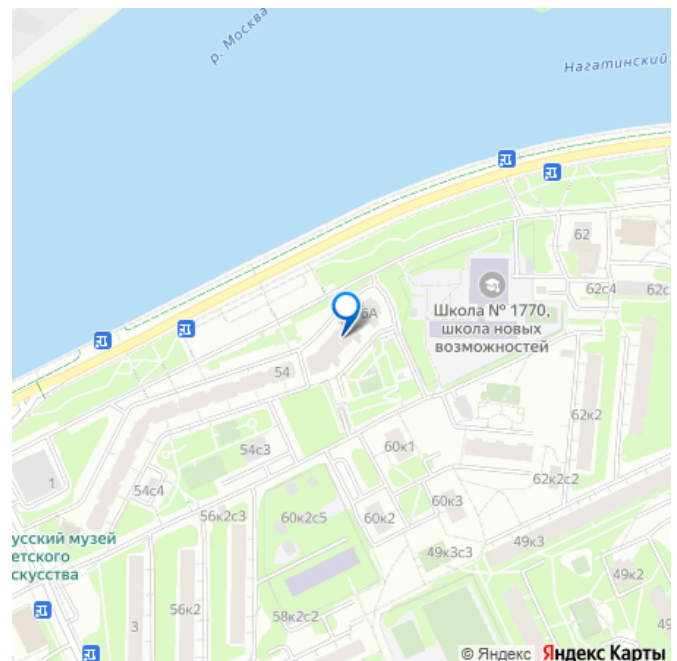 р. Москва
Нагатинский
62
62с4
62с
6А
Школа № 1770,
школа новых
возможностей
54
62к2
60к1
54с3
1
54с4
62к2с2
60к3
56к2с3
60к2с5
60к2
49к3
усский музей
етского
скусства
49к3с3
49к2
56к2
58к2с2
3
49
© Яндекс Яндекс Карты